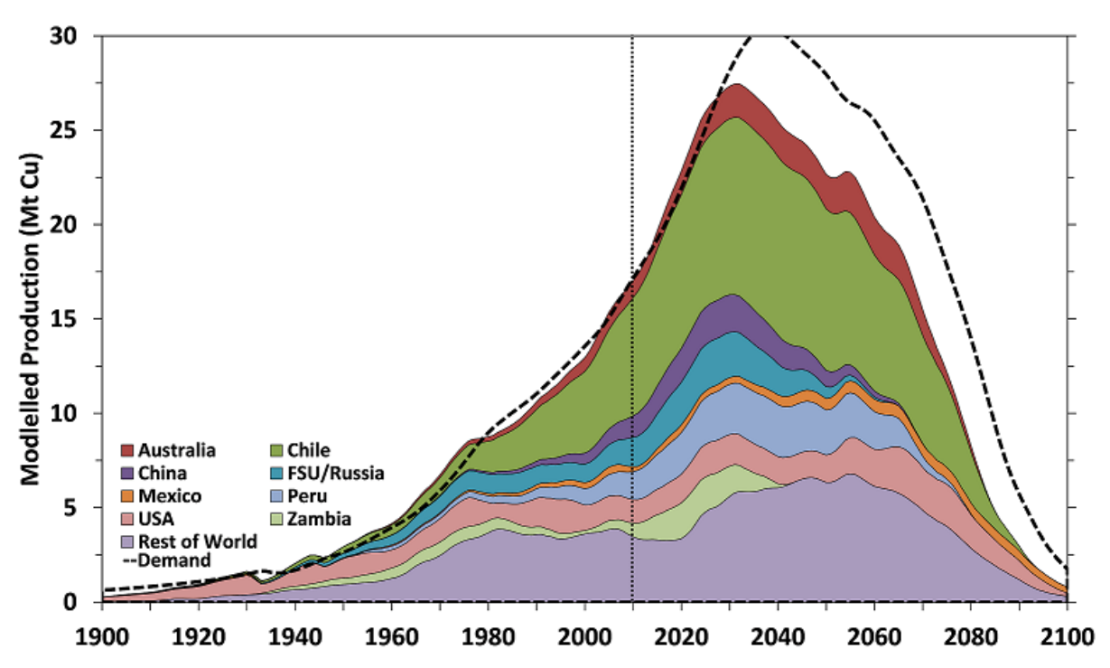 Modlelled Production (Mt Cu)
30
25
20
15
10
5
0
Australia Chile
China FSU/Russia
Mexico Peru
USA Zambia
Rest of World
--Demand
1900 1920 1940 1960 1980 2000 2020 2040 2060 2080 2100